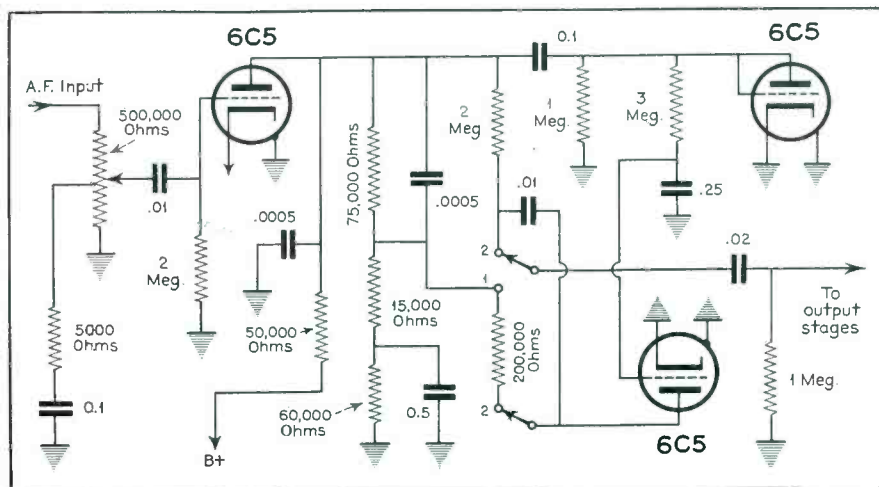 6C5
0.1
6C5
A.F. Input
500,000
Ohms
2
Meg.
1
Meg.
3
Meg.
75,000 Ohms
.01
.0005
.01
.25
.0005
2
Meg.
2
.02
1
To
output
stages
5000
Ohms
50,000
Ohms
15,000
Ohms
200,000
Ohms
1 Meg.
0.1
60,000
Ohms
0.5
2
B+
6C5